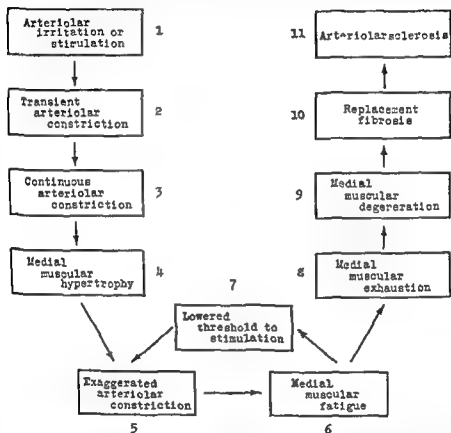 Arteriolar
irritation or
stimulation
1
Transient
arteriolar
constriction
2
Continuous
arteriolar
constriction
3
Medial
muscular
hypertrophy
4
Exaggerated
arteriolar
constriction
5
Medial
muscular
fatigue
6
7
Lowered
threshold to
stimulation
8
Medial
muscular
exhaustion
9
Medial
muscular
degereration
10
Replacement
fibrosis
11
Arteriolarsclerosis